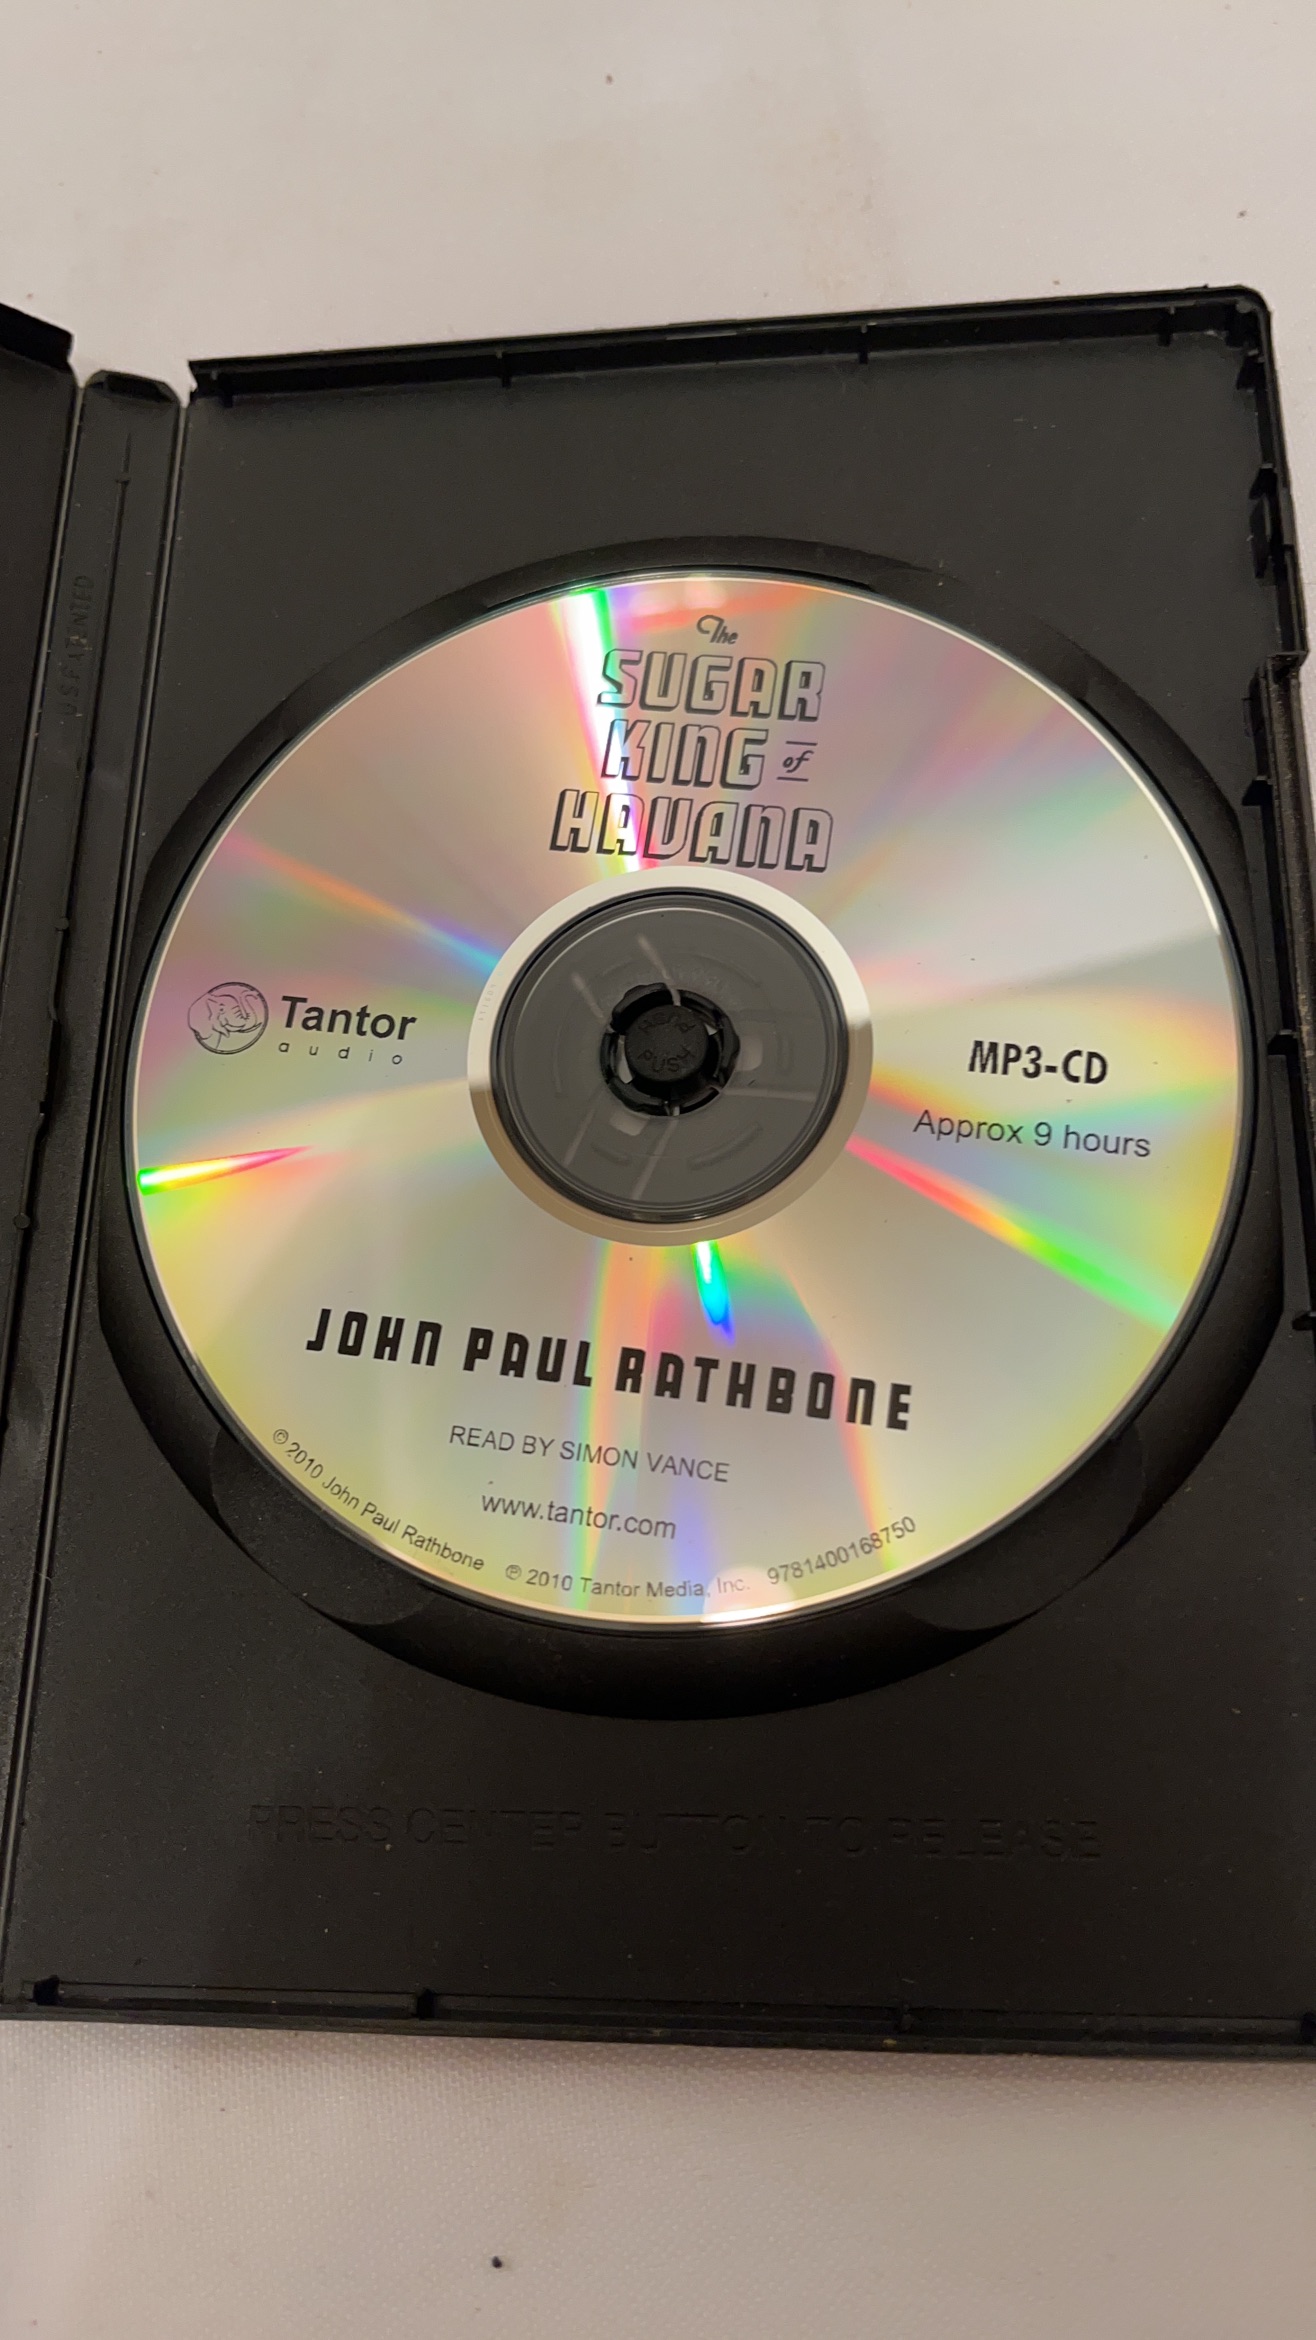 The
SUGAR
KING of
HAVANA
Tantor
audio
MP3-CD
Approx 9 hours
JOHN PAUL RATHBONE
READ BY SIMON VANCE
www.tantor.com
© 2010 John Paul Rathbone ℗ 2010 Tantor Media, Inc. 9781400168750
PUSH
PRESS CENTER BUTTON TO RELEASE